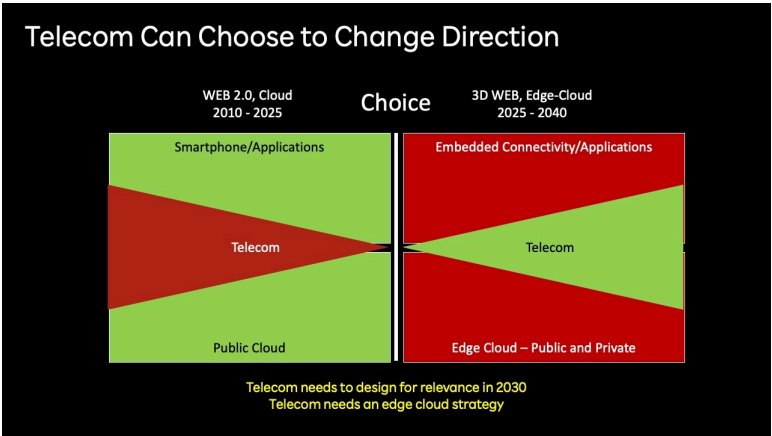 Telecom Can Choose to Change Direction
WEB 2.0, Cloud
2010 - 2025
Choice
3D WEB, Edge-Cloud
2025 - 2040
Smartphone/Applications
Telecom
Public Cloud
Embedded Connectivity/Applications
Telecom
Edge Cloud – Public and Private
Telecom needs to design for relevance in 2030
Telecom needs an edge cloud strategy